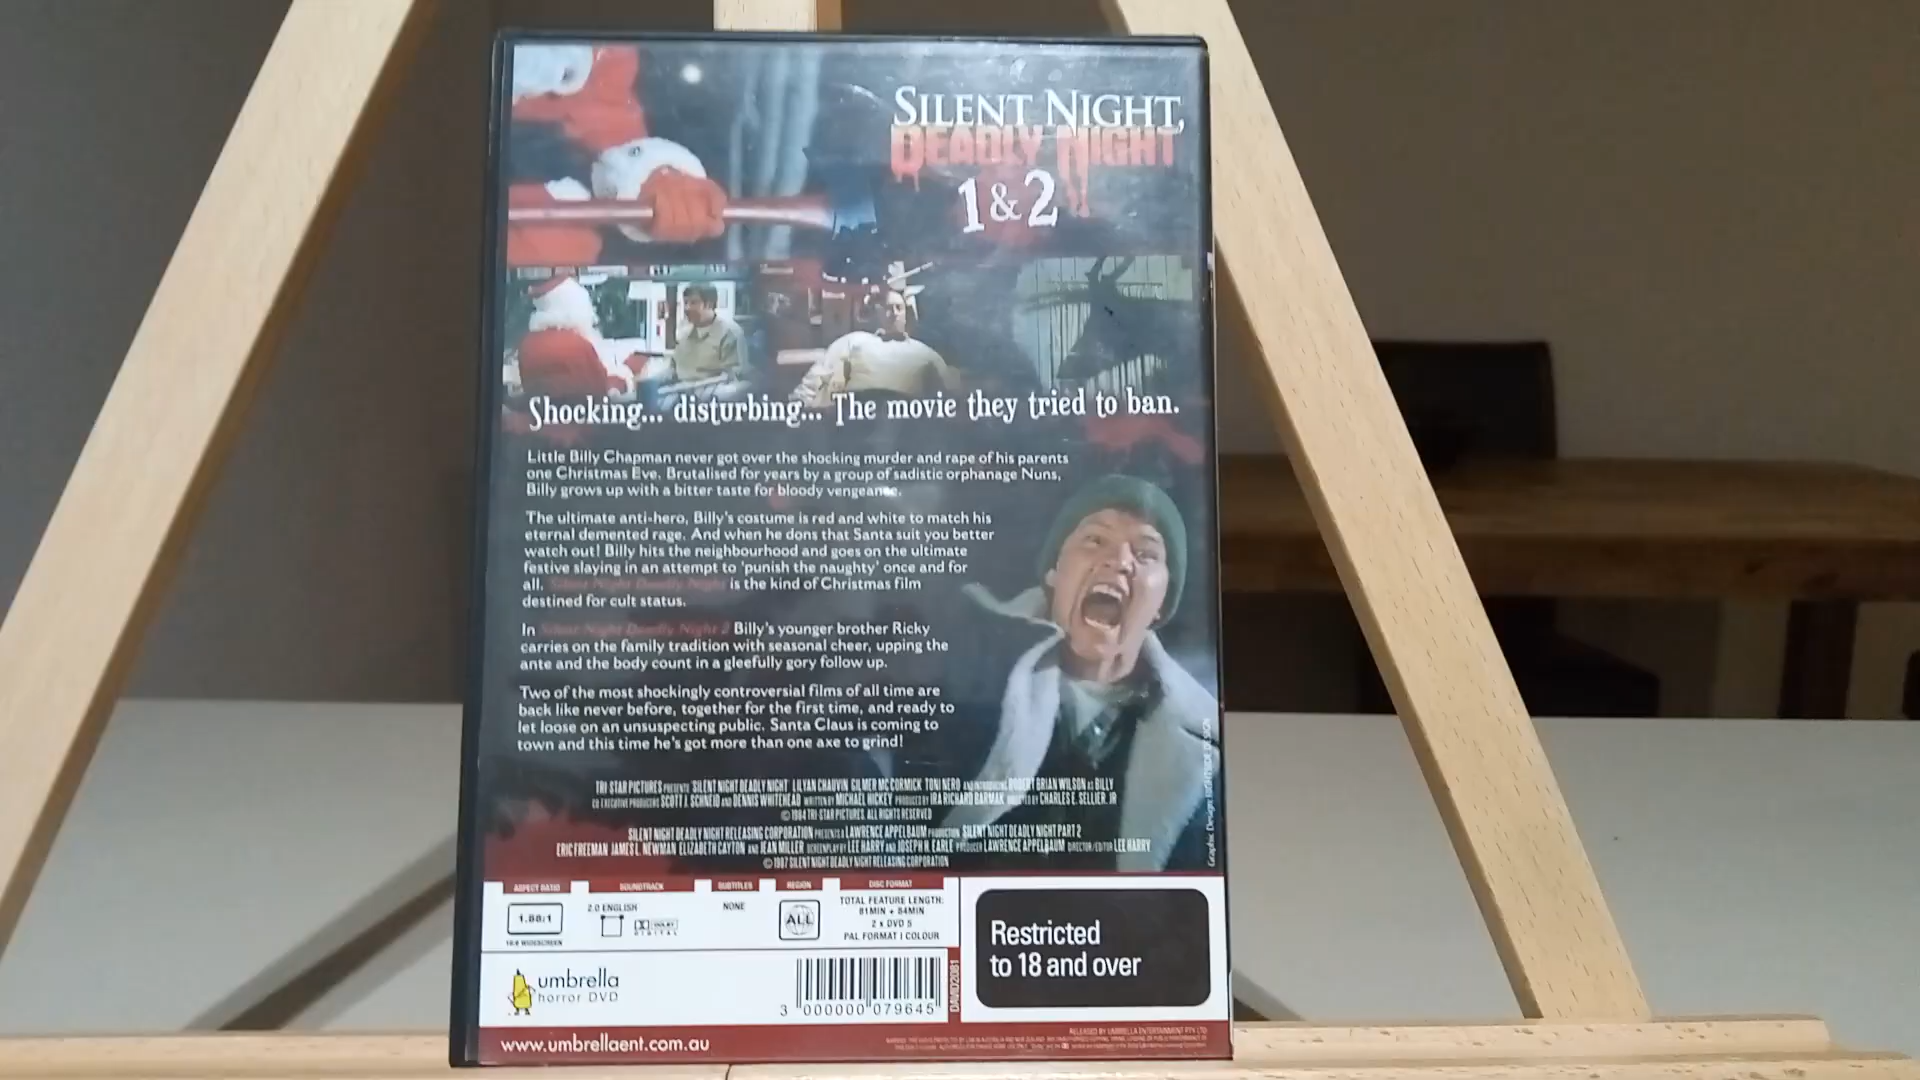 SILENT NIGHT,
DEADLY NIGHT
1 & 2
Shocking... disturbing... The movie they tried to ban.
Little Billy Chapman never got over the shocking murder and rape of his parents
one Christmas Eve. Brutalised for years by a group of sadistic orphanage Nuns,
Billy grows up with a bitter taste for bloody vengeance.
The ultimate anti-hero, Billy's costume is red and white to match his
eternal demented rage. And when he dons that Santa suit you better
watch out! Billy hits the neighbourhood and goes on the ultimate
festive slaying in an attempt to 'punish the naughty' once and for
all. Silent Night Deadly Night is the kind of Christmas film
destined for cult status.
In Silent Night Deadly Night 2 Billy's younger brother Ricky
carries on the family tradition with seasonal cheer, upping the
ante and the body count in a gleefully gory follow up.
Two of the most shockingly controversial films of all time are
back like never before, together for the first time, and ready to
let loose on an unsuspecting public. Santa Claus is coming to
town and this time he's got more than one axe to grind!
TRI-STAR PICTURES PRESENTS 'SILENT NIGHT DEADLY NIGHT' LILYAN CHAUVIN GILMER MC CORMICK TONI NERO AND INTRODUCING ROBERT BRIAN WILSON AS BILLY
CO EXECUTIVE PRODUCERS SCOTT J. SCHNEID AND DENNIS WHITEHEAD WRITTEN BY MICHAEL HICKEY PRODUCED BY IRA RICHARD BARMAK DIRECTED BY CHARLES E. SELLIER, JR
© 1984 TRI-STAR PICTURES. ALL RIGHTS RESERVED
SILENT NIGHT DEADLY NIGHT RELEASING CORPORATION PRESENTS A LAWRENCE APPELBAUM PRODUCTION SILENT NIGHT DEADLY NIGHT PART 2
ERIC FREEMAN JAMES L. NEWMAN ELIZABETH CAYTON AND JEAN MILLER SCREENPLAY BY LEE HARRY AND JOSEPH H. EARLE PRODUCER LAWRENCE APPELBAUM DIRECTOR/EDITOR LEE HARRY
© 1987 SILENT NIGHT DEADLY NIGHT RELEASING CORPORATION
Graphic Design: DESIGN
ASPECT RATIO SOUNDTRACK SUBTITLES REGION DISC FORMAT
1.88:1
16:9 WIDESCREEN
2.0 ENGLISH
DOLBY
DIGITAL
NONE
ALL
TOTAL FEATURE LENGTH:
81MIN + 84MIN
2 x DVD 5
PAL FORMAT | COLOUR
Restricted
to 18 and over
umbrella
horror DVD
3 000000 079645
DAVID2081
www.umbrellaent.com.au
RELEASED BY UMBRELLA ENTERTAINMENT PTY LTD